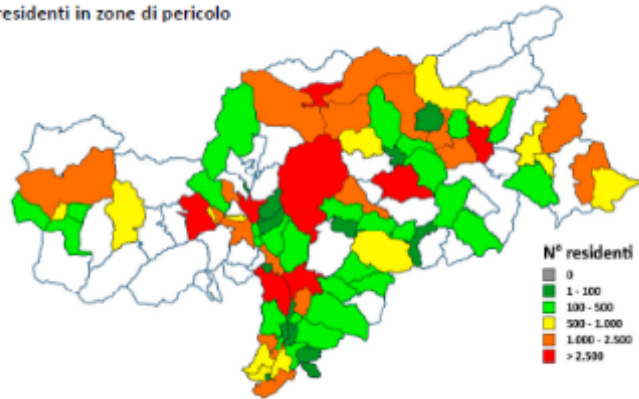 residenti in zone di pericolo
N° residenti
0
1 - 100
100 - 500
500 - 1.000
1.000 - 2.500
> 2.500